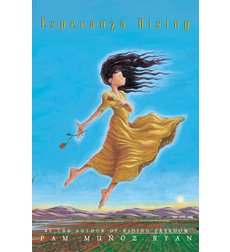 Esperanza Rising
BY THE AUTHOR OF RIDING FREEDOM
PAM MUÑOZ RYAN